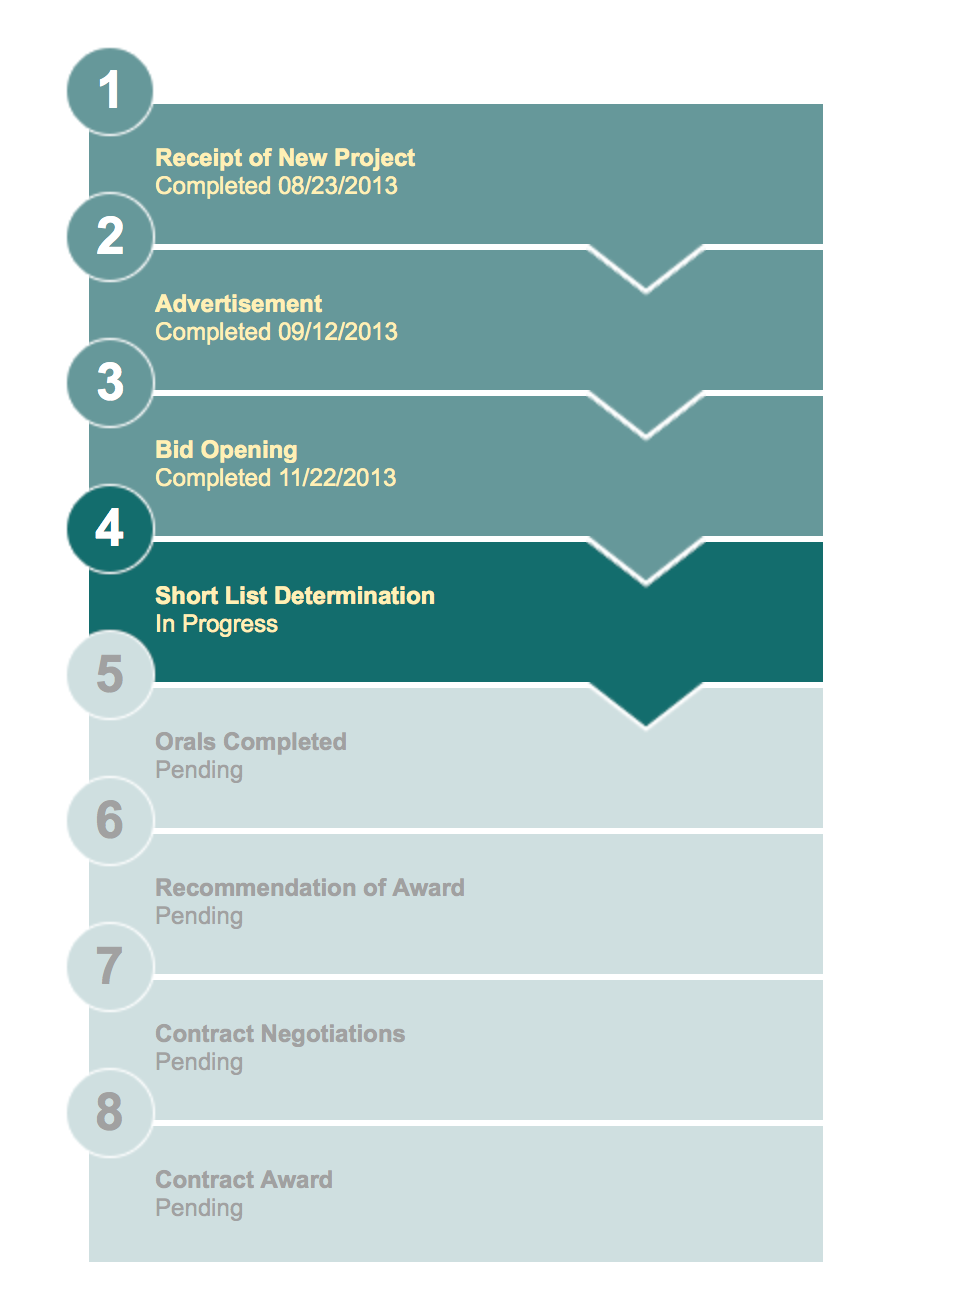 1
Receipt of New Project
Completed 08/23/2013
2
Advertisement
Completed 09/12/2013
3
Bid Opening
Completed 11/22/2013
4
Short List Determination
In Progress
5
Orals Completed
Pending
6
Recommendation of Award
Pending
7
Contract Negotiations
Pending
8
Contract Award
Pending